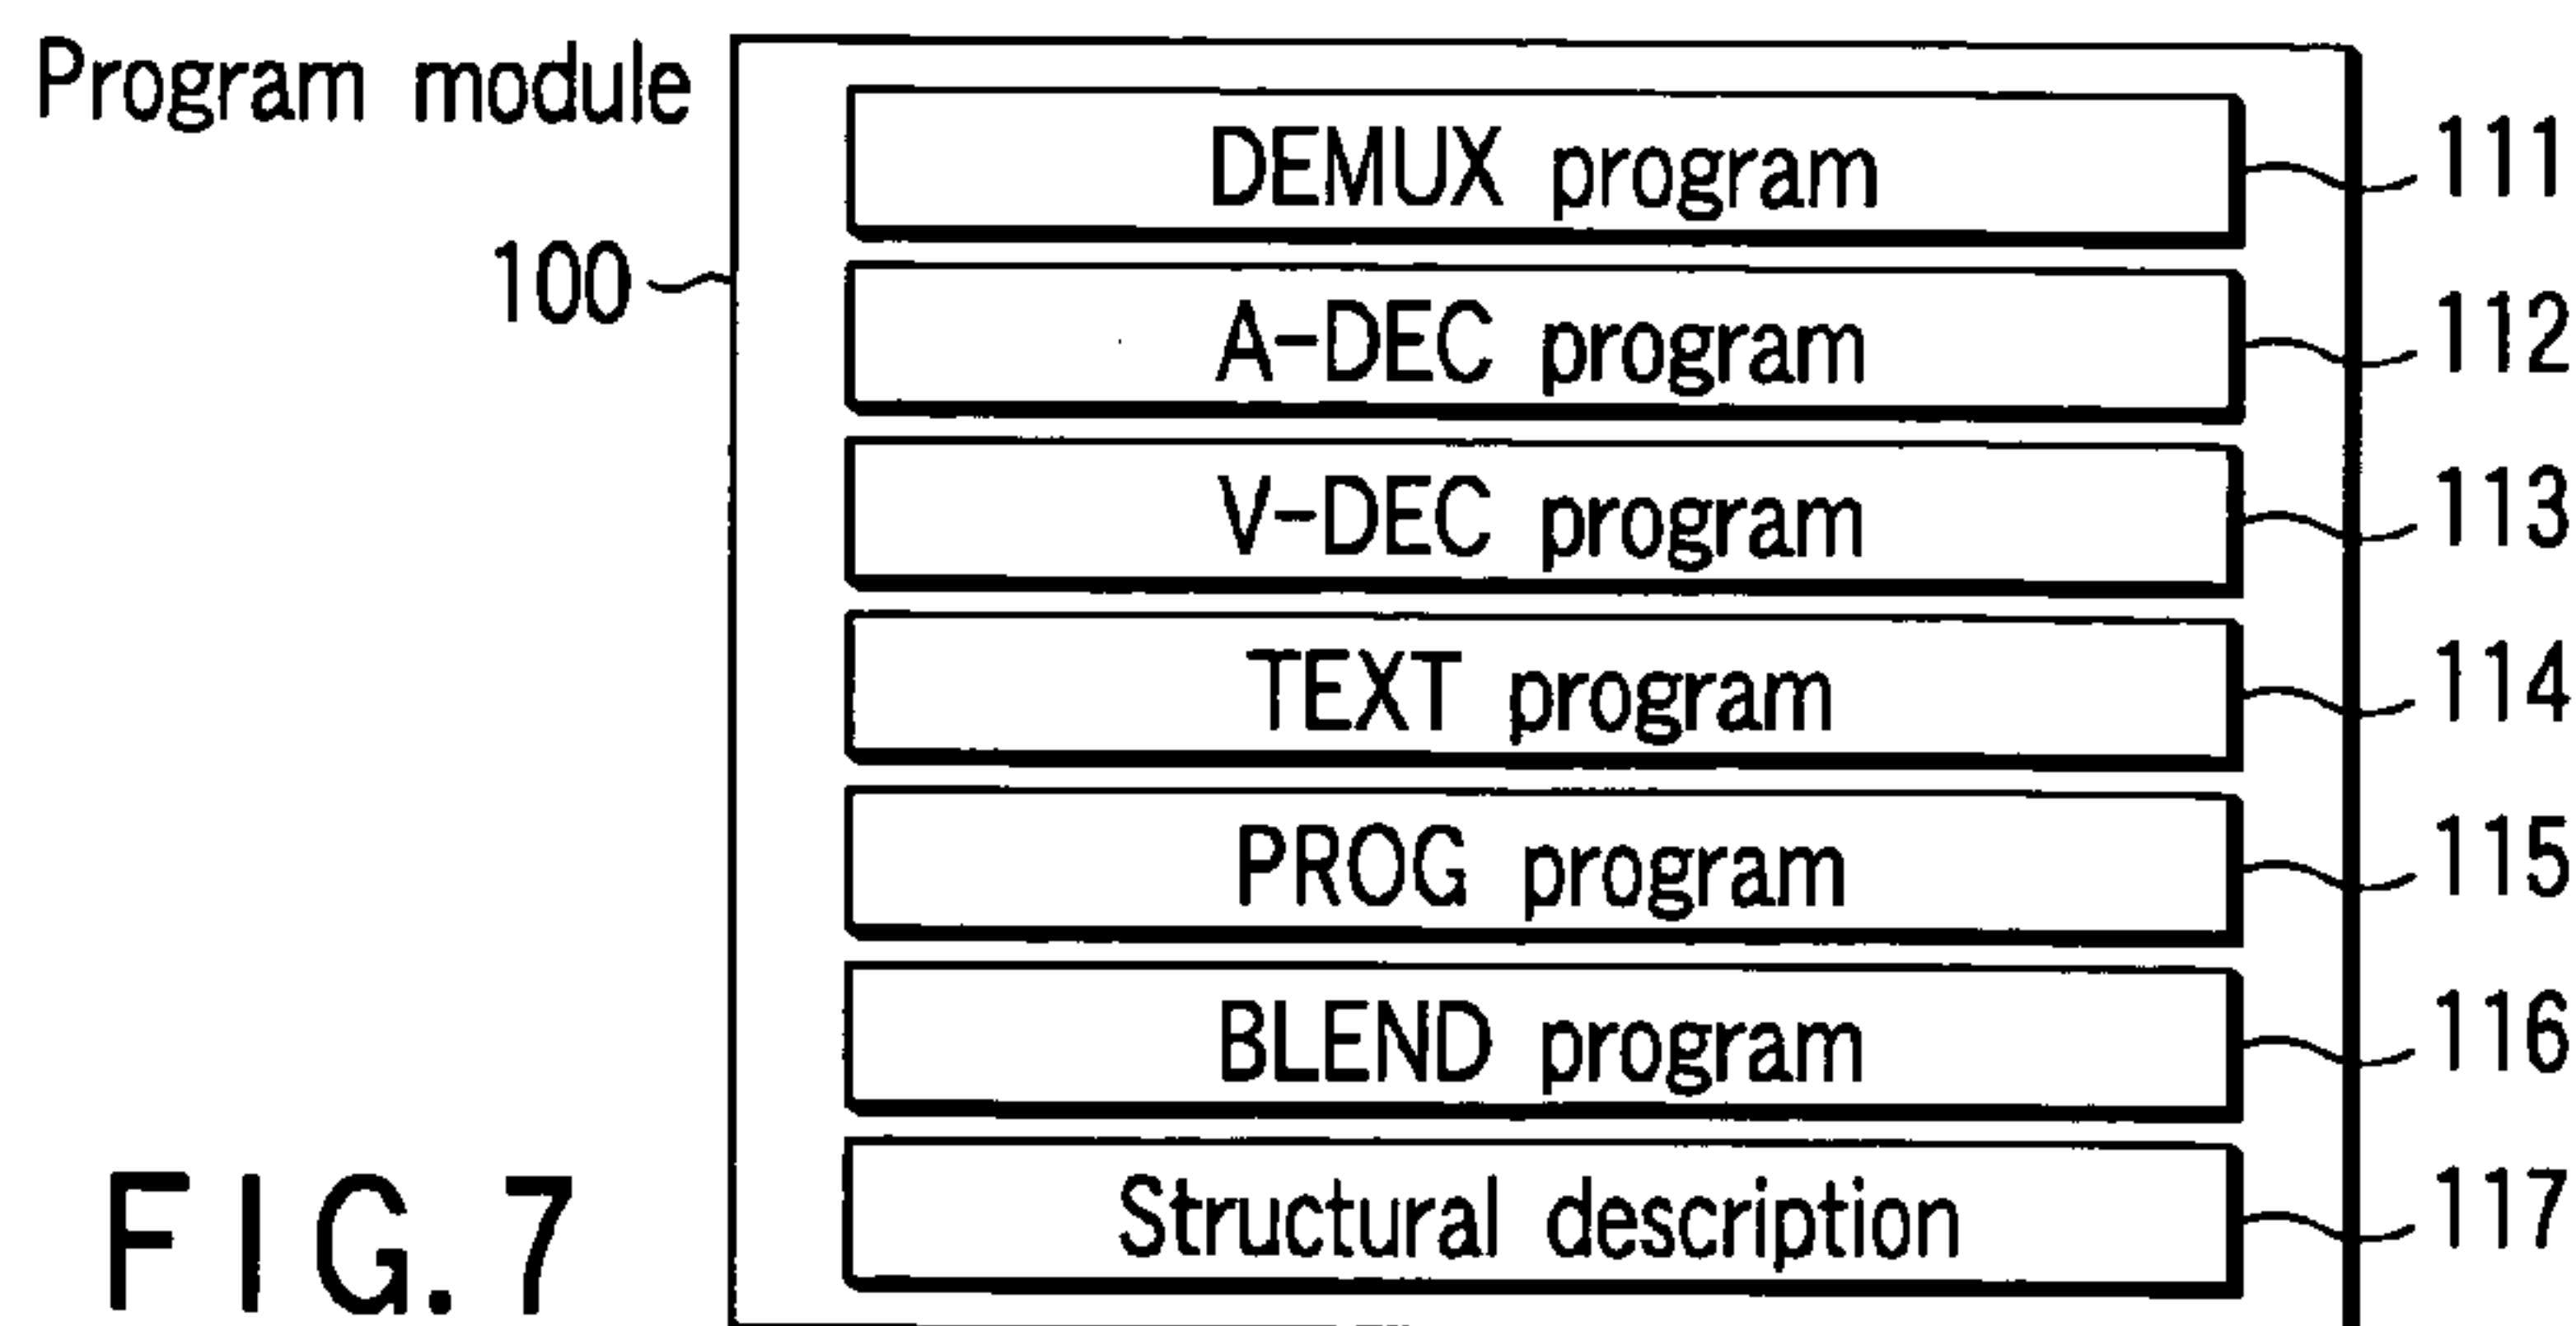 Program module
100
DEMUX program 111
A-DEC program 112
V-DEC program 113
TEXT program 114
PROG program 115
BLEND program 116
Structural description 117
FIG. 7